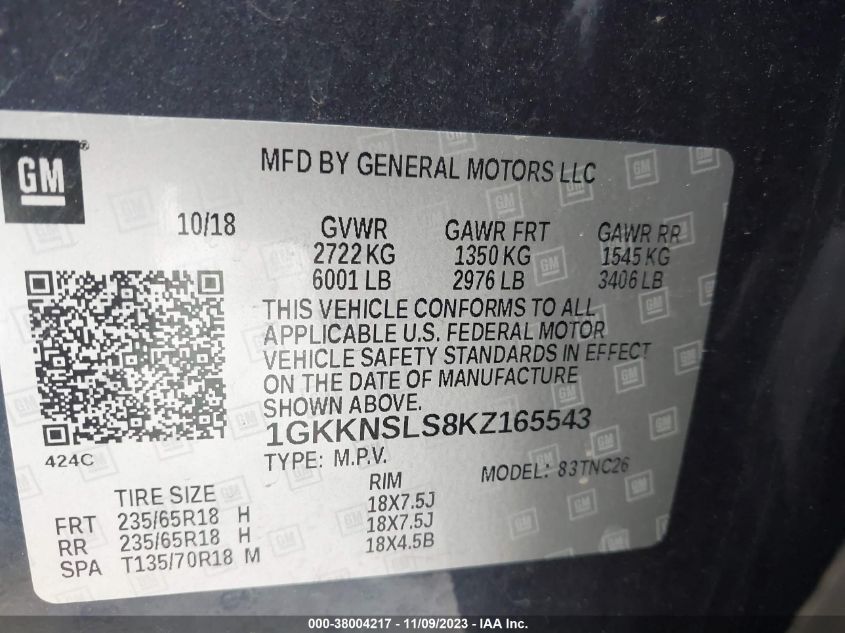 GM®
MFD BY GENERAL MOTORS LLC
10/18
GVWR GAWR FRT GAWR RR
2722 KG 1350 KG 1545 KG
6001 LB 2976 LB 3406 LB
THIS VEHICLE CONFORMS TO ALL
APPLICABLE U.S. FEDERAL MOTOR
VEHICLE SAFETY STANDARDS IN EFFECT
ON THE DATE OF MANUFACTURE
SHOWN ABOVE.
1GKKNSLS8KZ165543
424C
TYPE: M.P.V. MODEL: 83TNC26
TIRE SIZE RIM
FRT 235/65R18 H 18X7.5J
RR 235/65R18 H 18X7.5J
SPA T135/70R18 M 18X4.5B
000-38004217 - 11/09/2023 - IAA Inc.